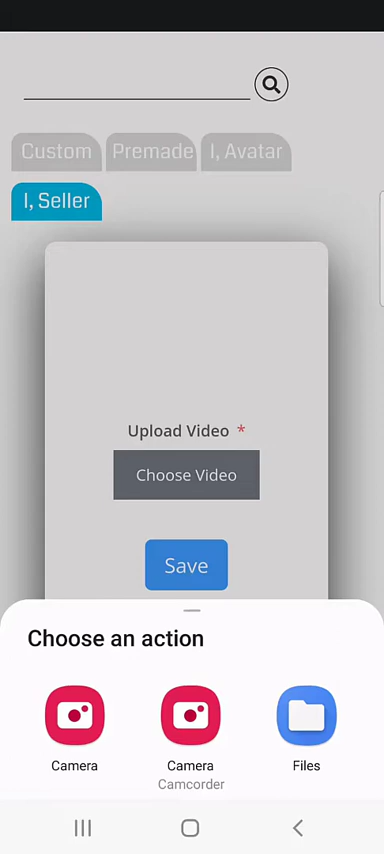 Custom Premade I, Avatar
I, Seller
Upload Video *
Choose Video
Save
Choose an action
Camera Camera Files
Camcorder